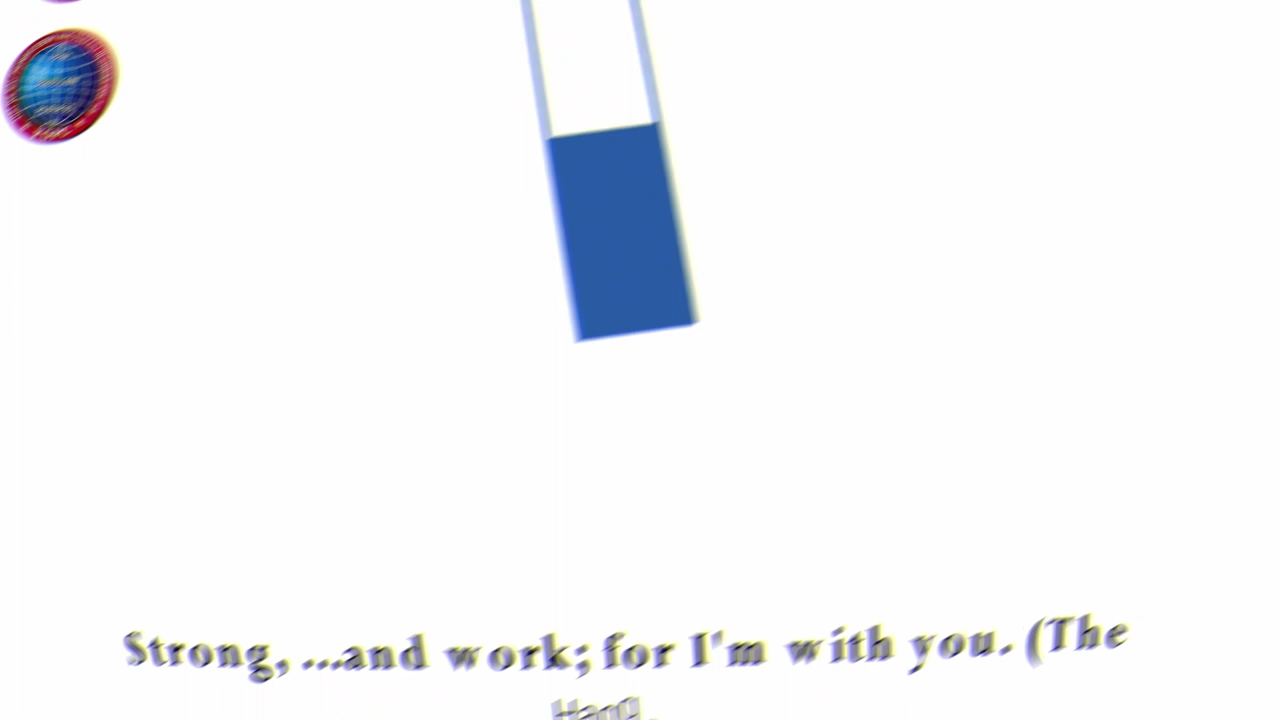 Strong, ...and work; for I'm with you. (The